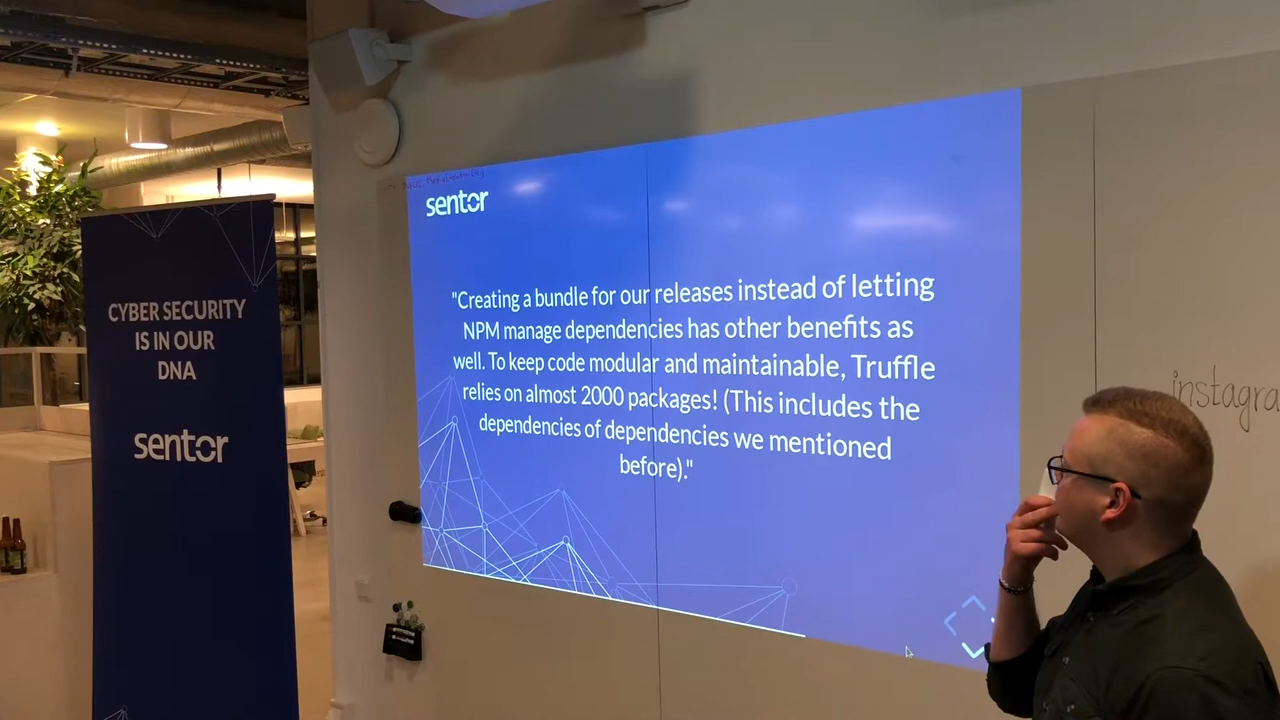 CYBER SECURITY
IS IN OUR
DNA
sentor
sentor
"Creating a bundle for our releases instead of letting
NPM manage dependencies has other benefits as
well. To keep code modular and maintainable, Truffle
relies on almost 2000 packages! (This includes the
dependencies of dependencies we mentioned
before)."
instagra